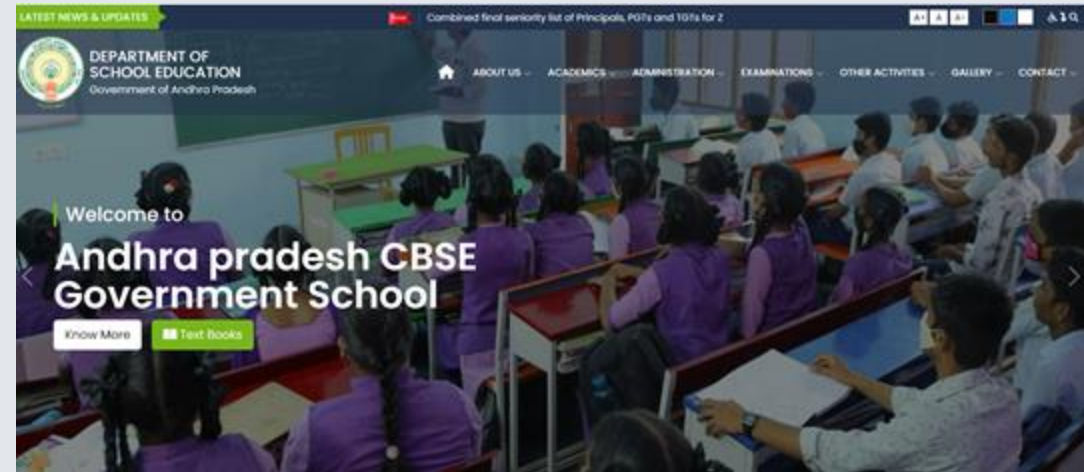 LATEST NEWS & UPDATES
Combined final seniority list of Principals, PGTs and TGTs for Z
A+ A A-
DEPARTMENT OF
SCHOOL EDUCATION
Government of Andhra Pradesh
ABOUT US
ACADEMICS
ADMINISTRATION
EXAMINATIONS
OTHER ACTIVITIES
GALLERY
CONTACT
Welcome to
Andhra pradesh CBSE
Government School
Know More
Text Books